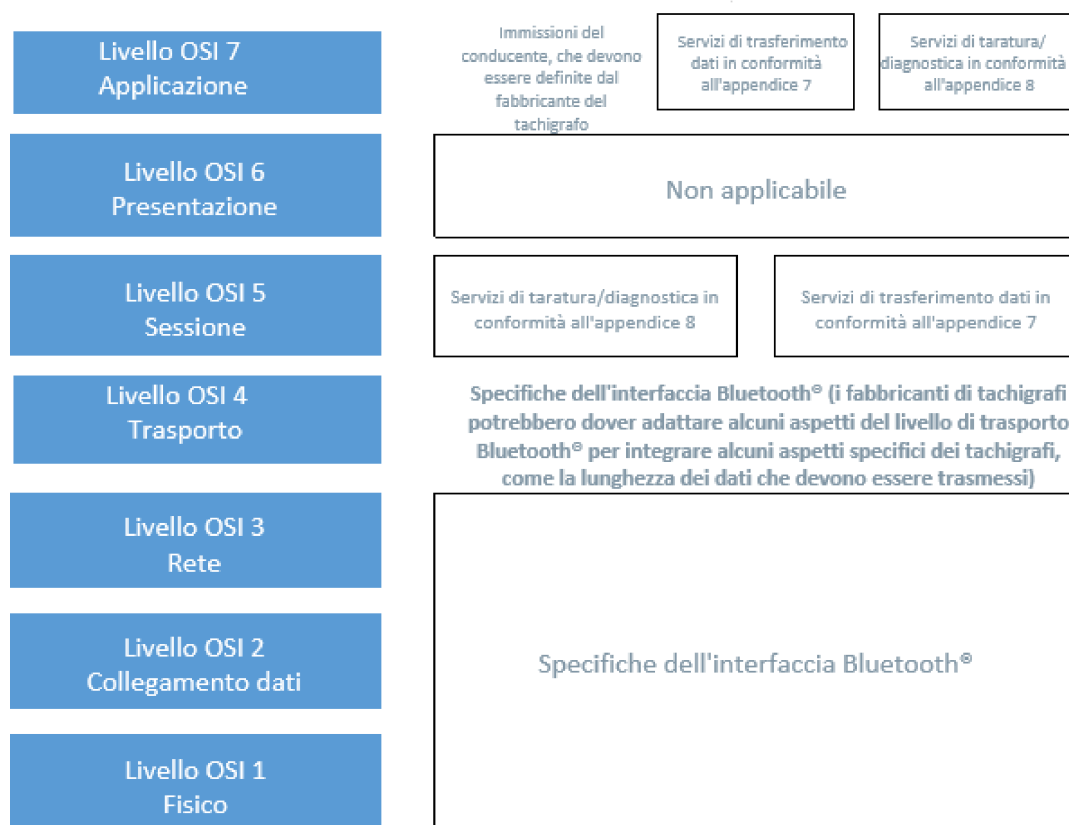 Livello OSI 7
Applicazione
Immissioni del
conducente, che devono
essere definite dal
fabbricante del
tachigrafo
Servizi di trasferimento
dati in conformità
all'appendice 7
Servizi di taratura/
diagnostica in conformità
all'appendice 8
Livello OSI 6
Presentazione
Non applicabile
Livello OSI 5
Sessione
Servizi di taratura/diagnostica in
conformità all'appendice 8
Servizi di trasferimento dati in
conformità all'appendice 7
Livello OSI 4
Trasporto
Specifiche dell'interfaccia Bluetooth® (i fabbricanti di tachigrafi
potrebbero dover adattare alcuni aspetti del livello di trasporto
Bluetooth® per integrare alcuni aspetti specifici dei tachigrafi,
come la lunghezza dei dati che devono essere trasmessi)
Livello OSI 3
Rete
Livello OSI 2
Collegamento dati
Specifiche dell'interfaccia Bluetooth®
Livello OSI 1
Fisico